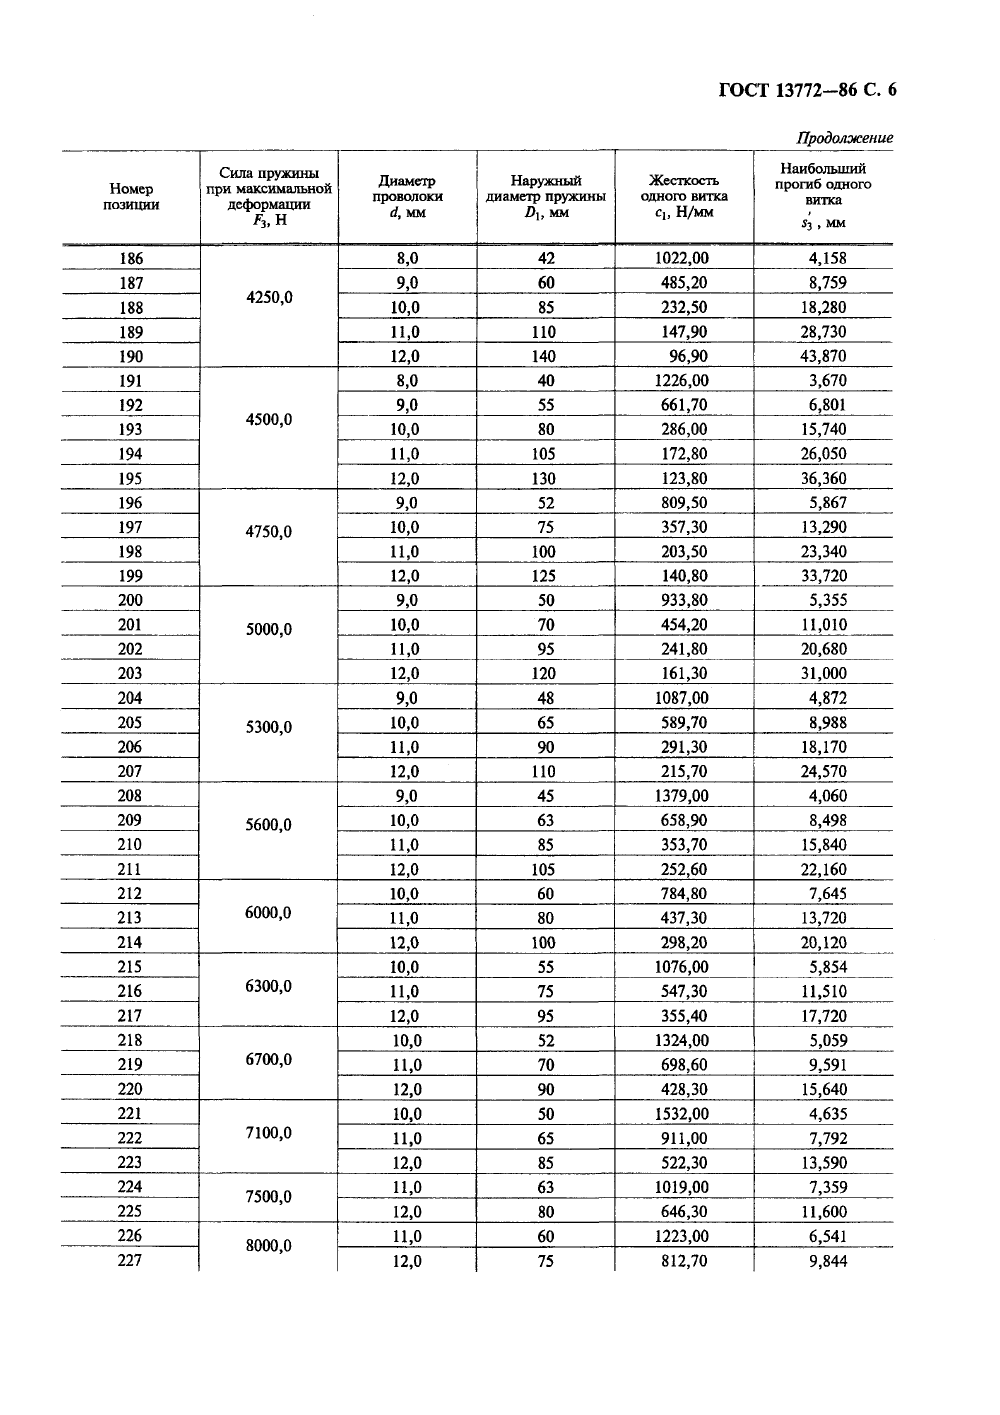 ГОСТ 13772—86 С. 6
Продолжение
Номер позиции | Сила пружины при максимальной деформации F₃, Н | Диаметр проволоки d, мм | Наружный диаметр пружины D₁, мм | Жесткость одного витка c₁, Н/мм | Наибольший прогиб одного витка s′₃ , мм
186 | 4250,0 | 8,0 | 42 | 1022,00 | 4,158
187 | 9,0 | 60 | 485,20 | 8,759
188 | 10,0 | 85 | 232,50 | 18,280
189 | 11,0 | 110 | 147,90 | 28,730
190 | 12,0 | 140 | 96,90 | 43,870
191 | 4500,0 | 8,0 | 40 | 1226,00 | 3,670
192 | 9,0 | 55 | 661,70 | 6,801
193 | 10,0 | 80 | 286,00 | 15,740
194 | 11,0 | 105 | 172,80 | 26,050
195 | 12,0 | 130 | 123,80 | 36,360
196 | 4750,0 | 9,0 | 52 | 809,50 | 5,867
197 | 10,0 | 75 | 357,30 | 13,290
198 | 11,0 | 100 | 203,50 | 23,340
199 | 12,0 | 125 | 140,80 | 33,720
200 | 5000,0 | 9,0 | 50 | 933,80 | 5,355
201 | 10,0 | 70 | 454,20 | 11,010
202 | 11,0 | 95 | 241,80 | 20,680
203 | 12,0 | 120 | 161,30 | 31,000
204 | 5300,0 | 9,0 | 48 | 1087,00 | 4,872
205 | 10,0 | 65 | 589,70 | 8,988
206 | 11,0 | 90 | 291,30 | 18,170
207 | 12,0 | 110 | 215,70 | 24,570
208 | 5600,0 | 9,0 | 45 | 1379,00 | 4,060
209 | 10,0 | 63 | 658,90 | 8,498
210 | 11,0 | 85 | 353,70 | 15,840
211 | 12,0 | 105 | 252,60 | 22,160
212 | 6000,0 | 10,0 | 60 | 784,80 | 7,645
213 | 11,0 | 80 | 437,30 | 13,720
214 | 12,0 | 100 | 298,20 | 20,120
215 | 6300,0 | 10,0 | 55 | 1076,00 | 5,854
216 | 11,0 | 75 | 547,30 | 11,510
217 | 12,0 | 95 | 355,40 | 17,720
218 | 6700,0 | 10,0 | 52 | 1324,00 | 5,059
219 | 11,0 | 70 | 698,60 | 9,591
220 | 12,0 | 90 | 428,30 | 15,640
221 | 7100,0 | 10,0 | 50 | 1532,00 | 4,635
222 | 11,0 | 65 | 911,00 | 7,792
223 | 12,0 | 85 | 522,30 | 13,590
224 | 7500,0 | 11,0 | 63 | 1019,00 | 7,359
225 | 12,0 | 80 | 646,30 | 11,600
226 | 8000,0 | 11,0 | 60 | 1223,00 | 6,541
227 | 12,0 | 75 | 812,70 | 9,844